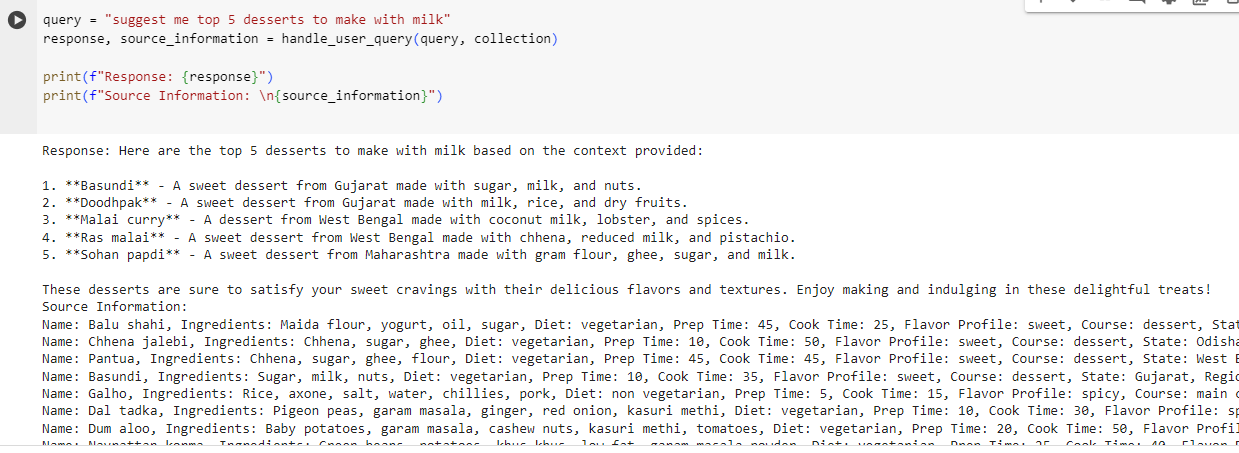 query = "suggest me top 5 desserts to make with milk"
response, source_information = handle_user_query(query, collection)
print(f"Response: {response}")
print(f"Source Information: \n{source_information}")
Response: Here are the top 5 desserts to make with milk based on the context provided:
1. **Basundi** - A sweet dessert from Gujarat made with sugar, milk, and nuts.
2. **Doodhpak** - A sweet dessert from Gujarat made with milk, rice, and dry fruits.
3. **Malai curry** - A dessert from West Bengal made with coconut milk, lobster, and spices.
4. **Ras malai** - A sweet dessert from West Bengal made with chhena, reduced milk, and pistachio.
5. **Sohan papdi** - A sweet dessert from Maharashtra made with gram flour, ghee, sugar, and milk.
These desserts are sure to satisfy your sweet cravings with their delicious flavors and textures. Enjoy making and indulging in these delightful treats!
Source Information:
Name: Balu shahi, Ingredients: Maida flour, yogurt, oil, sugar, Diet: vegetarian, Prep Time: 45, Cook Time: 25, Flavor Profile: sweet, Course: dessert, Stat
Name: Chhena jalebi, Ingredients: Chhena, sugar, ghee, Diet: vegetarian, Prep Time: 10, Cook Time: 50, Flavor Profile: sweet, Course: dessert, State: Odisha
Name: Pantua, Ingredients: Chhena, sugar, ghee, flour, Diet: vegetarian, Prep Time: 45, Cook Time: 45, Flavor Profile: sweet, Course: dessert, State: West
Name: Basundi, Ingredients: Sugar, milk, nuts, Diet: vegetarian, Prep Time: 10, Cook Time: 35, Flavor Profile: sweet, Course: dessert, State: Gujarat, Regio
Name: Galho, Ingredients: Rice, axone, salt, water, chillies, pork, Diet: non vegetarian, Prep Time: 5, Cook Time: 15, Flavor Profile: spicy, Course: main
Name: Dal tadka, Ingredients: Pigeon peas, garam masala, ginger, red onion, kasuri methi, Diet: vegetarian, Prep Time: 10, Cook Time: 30, Flavor Profile: sp
Name: Dum aloo, Ingredients: Baby potatoes, garam masala, cashew nuts, kasuri methi, tomatoes, Diet: vegetarian, Prep Time: 20, Cook Time: 50, Flavor Profil